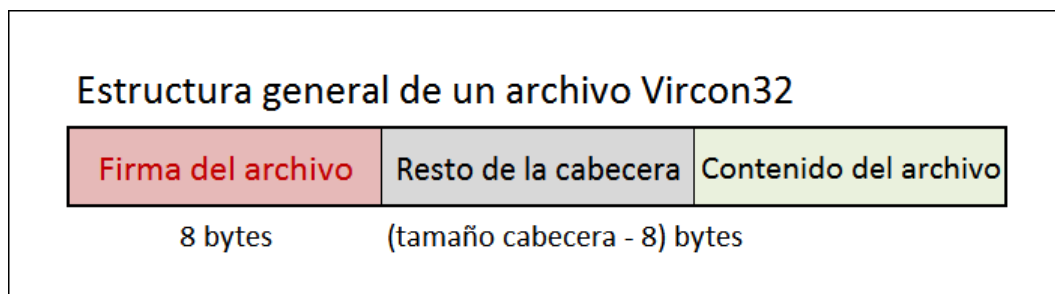 Estructura general de un archivo Vircon32
Firma del archivo Resto de la cabecera Contenido del archivo
8 bytes (tamaño cabecera - 8) bytes